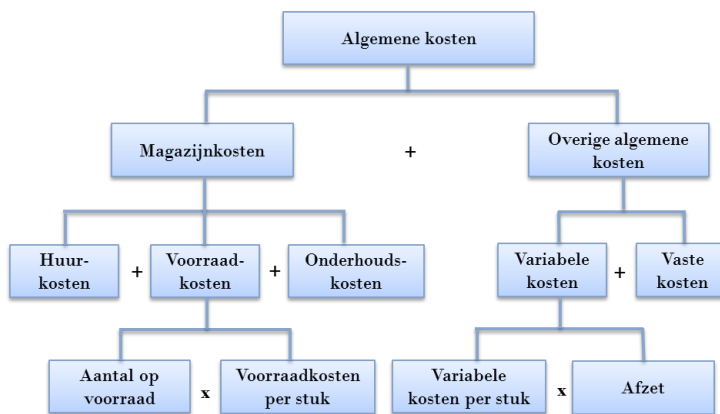 Algemene kosten
Magazijnkosten
+
Overige algemene
kosten
Huur-
kosten
+
Voorraad-
kosten
+
Onderhouds-
kosten
Variabele
kosten
+
Vaste
kosten
Aantal op
voorraad
x
Voorraadkosten
per stuk
Variabele
kosten per stuk
x
Afzet